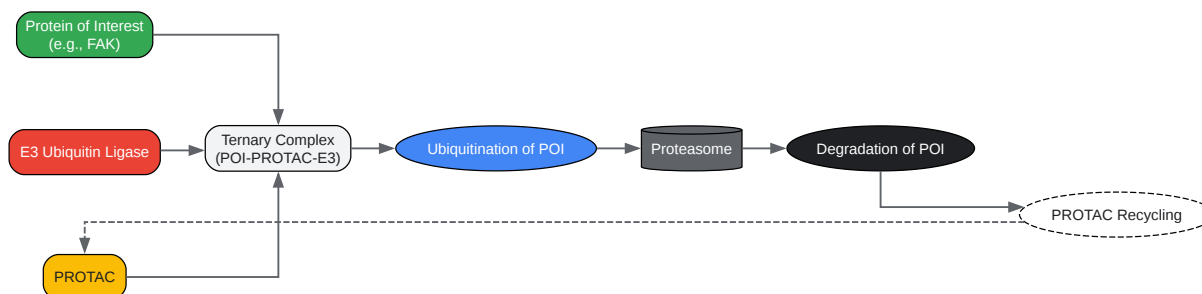 Protein of Interest
(e.g., FAK)
E3 Ubiquitin Ligase
Ternary Complex
(POI-PROTAC-E3)
Ubiquitination of POI
Proteasome
Degradation of POI
PROTAC Recycling
PROTAC